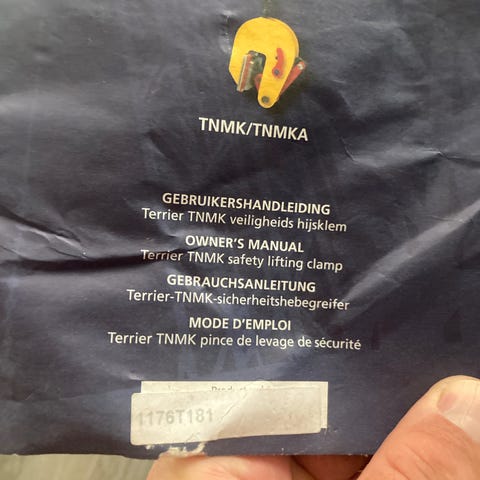 TNMK/TNMKA
GEBRUIKERSHANDLEIDING
Terrier TNMK veiligheids hijsklem
OWNER'S MANUAL
Terrier TNMK safety lifting clamp
GEBRAUCHSANLEITUNG
Terrier-TNMK-sicherheitshebegreifer
MODE D'EMPLOI
Terrier TNMK pince de levage de sécurité
1176T181